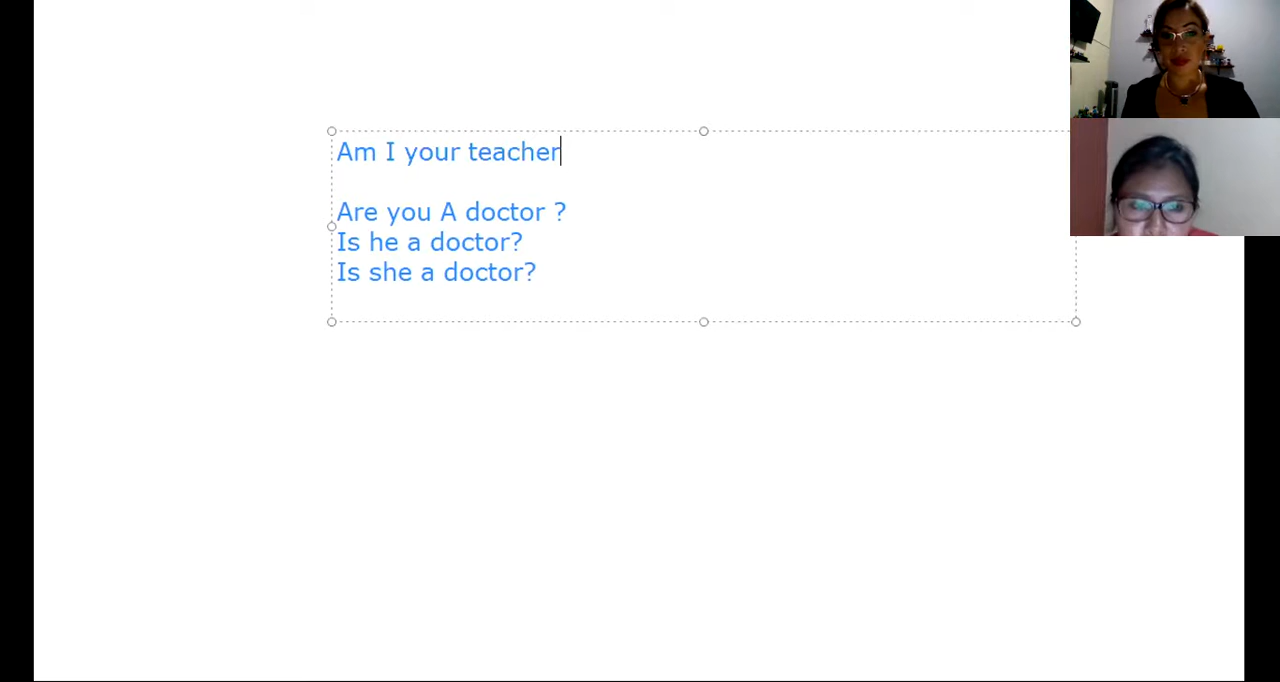 Am I your teacher
Are you A doctor ?
Is he a doctor?
Is she a doctor?